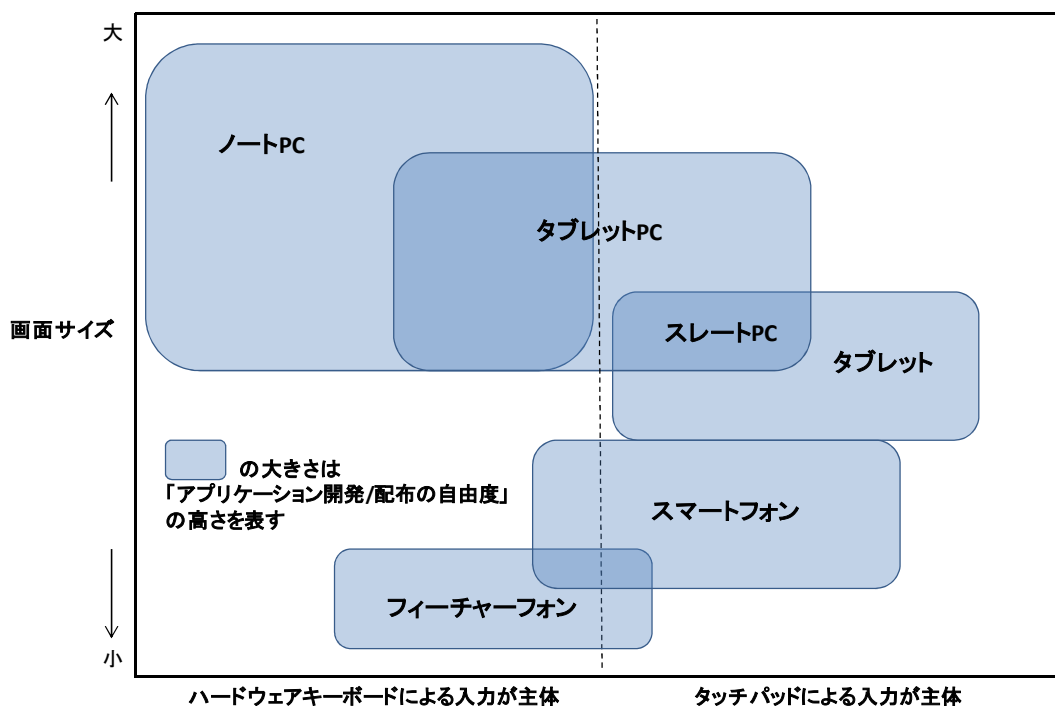 大
ノートPC
タブレットPC
画面サイズ
スレートPC
タブレット
の大きさは
「アプリケーション開発/配布の自由度」
の高さを表す
スマートフォン
フィーチャーフォン
小
ハードウェアキーボードによる入力が主体
タッチパッドによる入力が主体